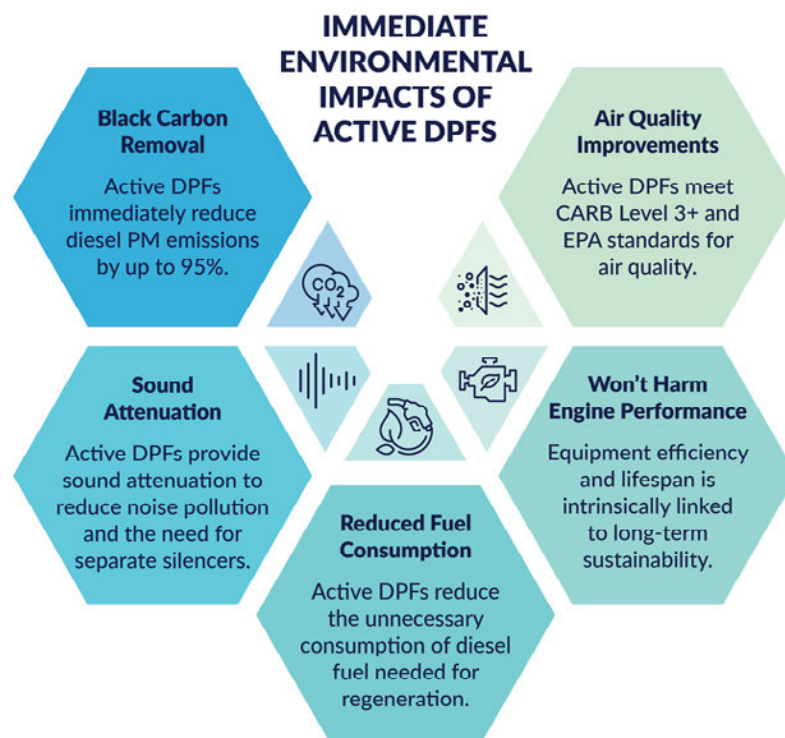 IMMEDIATE
ENVIRONMENTAL
IMPACTS OF
ACTIVE DPFS
Black Carbon
Removal
Active DPFs
immediately reduce
diesel PM emissions
by up to 95%.
Air Quality
Improvements
Active DPFs meet
CARB Level 3+ and
EPA standards for
air quality.
CO2
Sound
Attenuation
Active DPFs provide
sound attenuation to
reduce noise pollution
and the need for
separate silencers.
Won't Harm
Engine Performance
Equipment efficiency
and lifespan is
intrinsically linked
to long-term
sustainability.
Reduced Fuel
Consumption
Active DPFs reduce
the unnecessary
consumption of diesel
fuel needed for
regeneration.